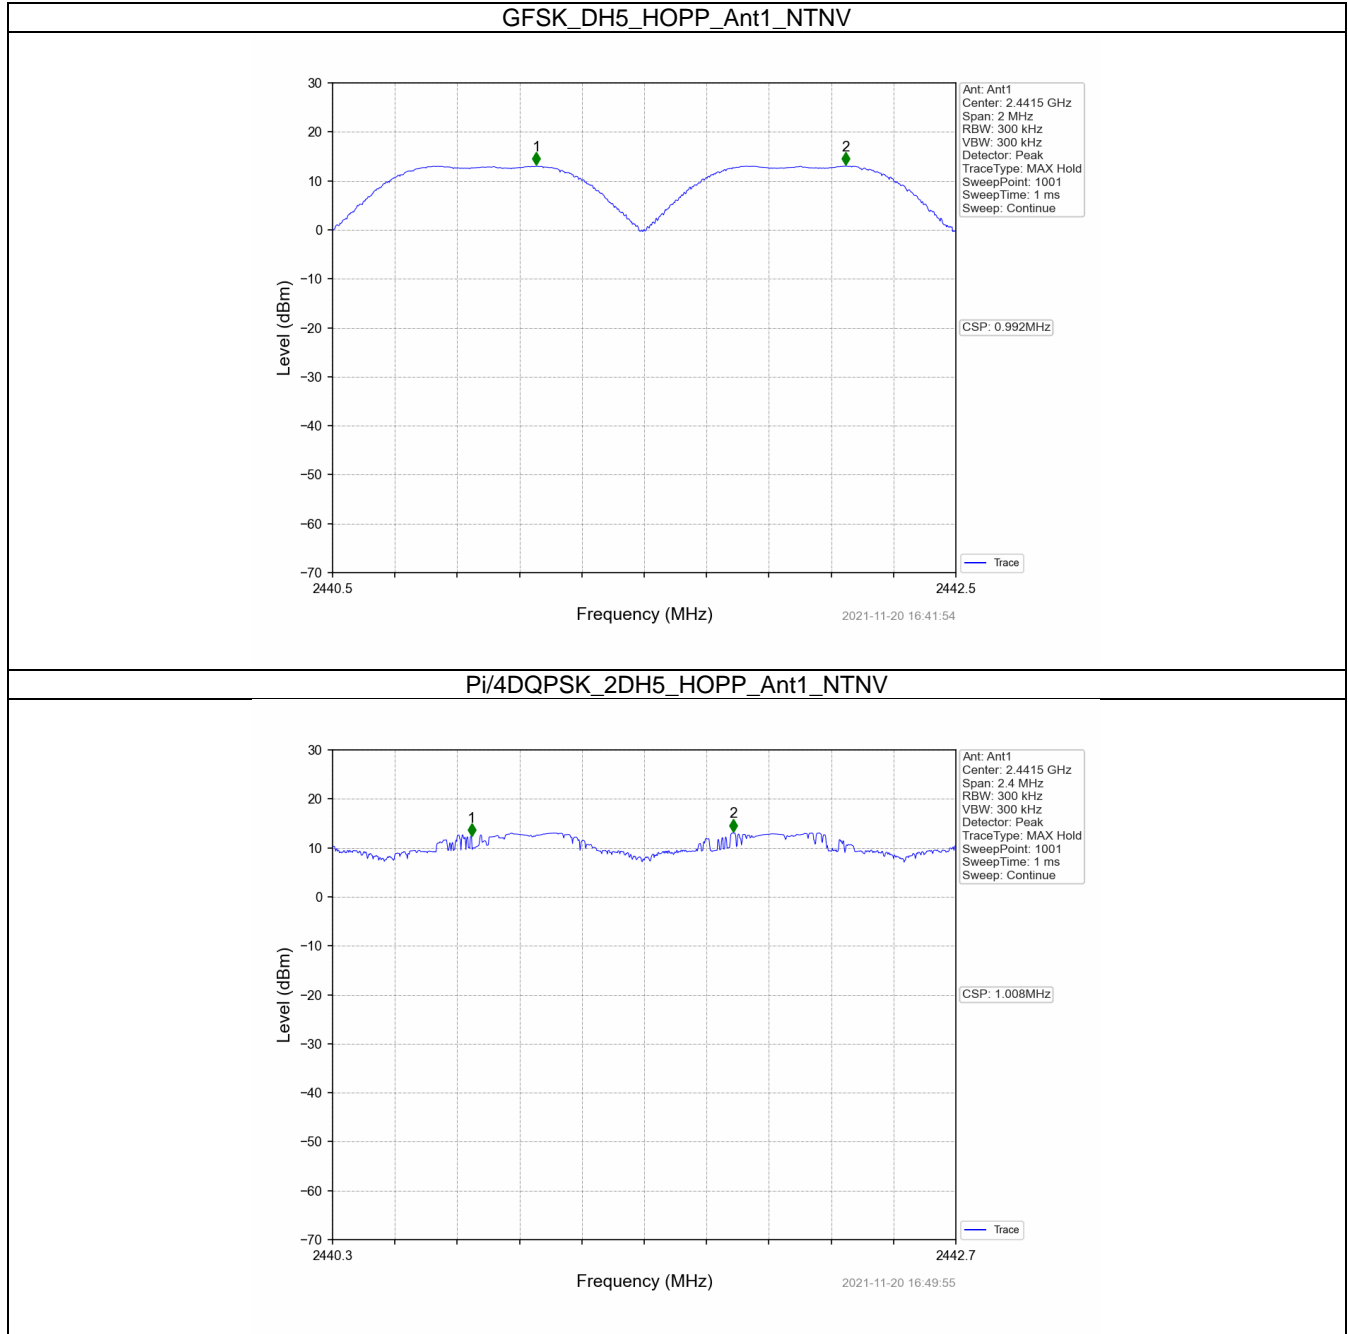 GFSK_DH5_HOPP_Ant1_NTNV
30
20
10
0
−10
−20
−30
−40
−50
−60
−70
Level (dBm)
1
2
2440.5
2442.5
Frequency (MHz)
2021-11-20 16:41:54
Ant: Ant1
Center: 2.4415 GHz
Span: 2 MHz
RBW: 300 kHz
VBW: 300 kHz
Detector: Peak
TraceType: MAX Hold
SweepPoint: 1001
SweepTime: 1 ms
Sweep: Continue
CSP: 0.992MHz
Trace
Pi/4DQPSK_2DH5_HOPP_Ant1_NTNV
30
20
10
0
−10
−20
−30
−40
−50
−60
−70
Level (dBm)
1
2
2440.3
2442.7
Frequency (MHz)
2021-11-20 16:49:55
Ant: Ant1
Center: 2.4415 GHz
Span: 2.4 MHz
RBW: 300 kHz
VBW: 300 kHz
Detector: Peak
TraceType: MAX Hold
SweepPoint: 1001
SweepTime: 1 ms
Sweep: Continue
CSP: 1.008MHz
Trace